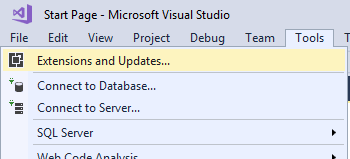 Start Page - Microsoft Visual Studio
File Edit View Project Debug Team Tools T
Extensions and Updates...
Connect to Database...
Connect to Server...
SQL Server
Web Code Analysis